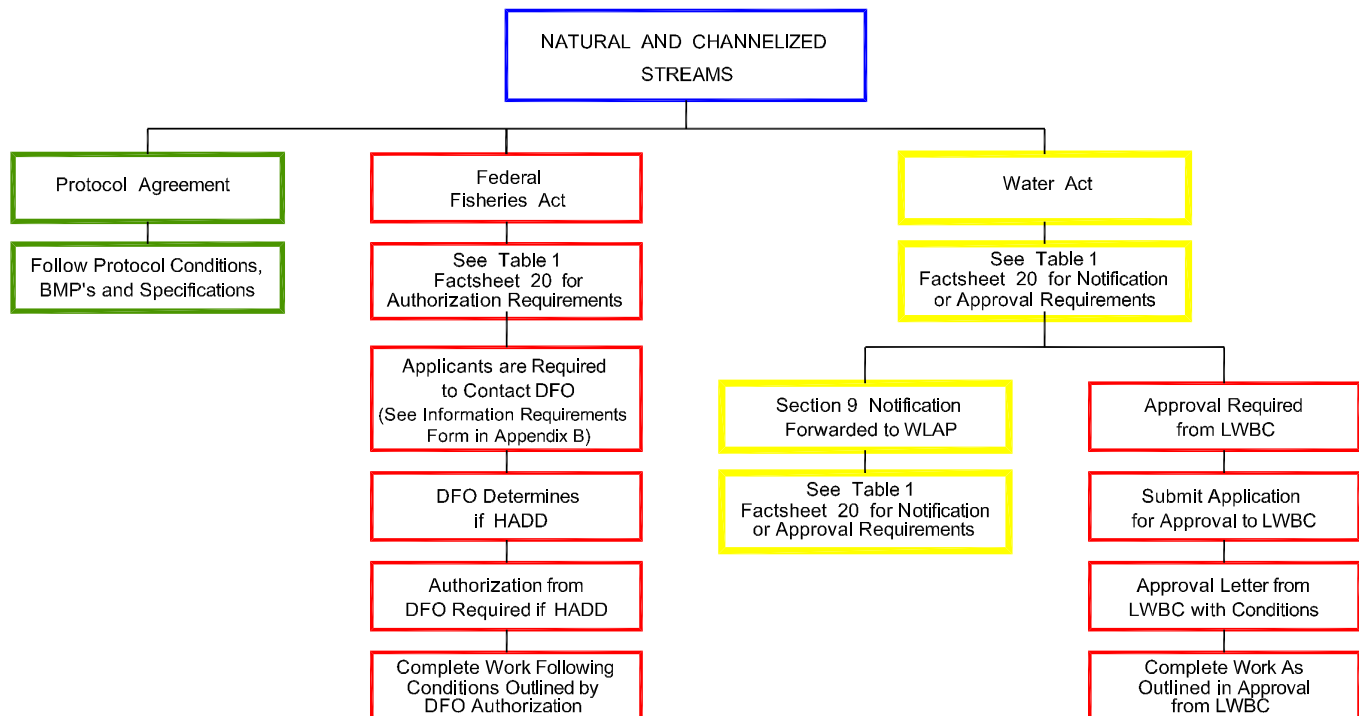 NATURAL AND CHANNELIZED
STREAMS
Protocol Agreement
Follow Protocol Conditions,
BMP's and Specifications
Federal
Fisheries Act
See Table 1
Factsheet 20 for
Authorization Requirements
Applicants are Required
to Contact DFO
(See Information Requirements
Form in Appendix B)
DFO Determines
if HADD
Authorization from
DFO Required if HADD
Complete Work Following
Conditions Outlined by
DFO Authorization
Water Act
See Table 1
Factsheet 20 for Notification
or Approval Requirements
Section 9 Notification
Forwarded to WLAP
See Table 1
Factsheet 20 for Notification
or Approval Requirements
Approval Required
from LWBC
Submit Application
for Approval to LWBC
Approval Letter from
LWBC with Conditions
Complete Work As
Outlined in Approval
from LWBC